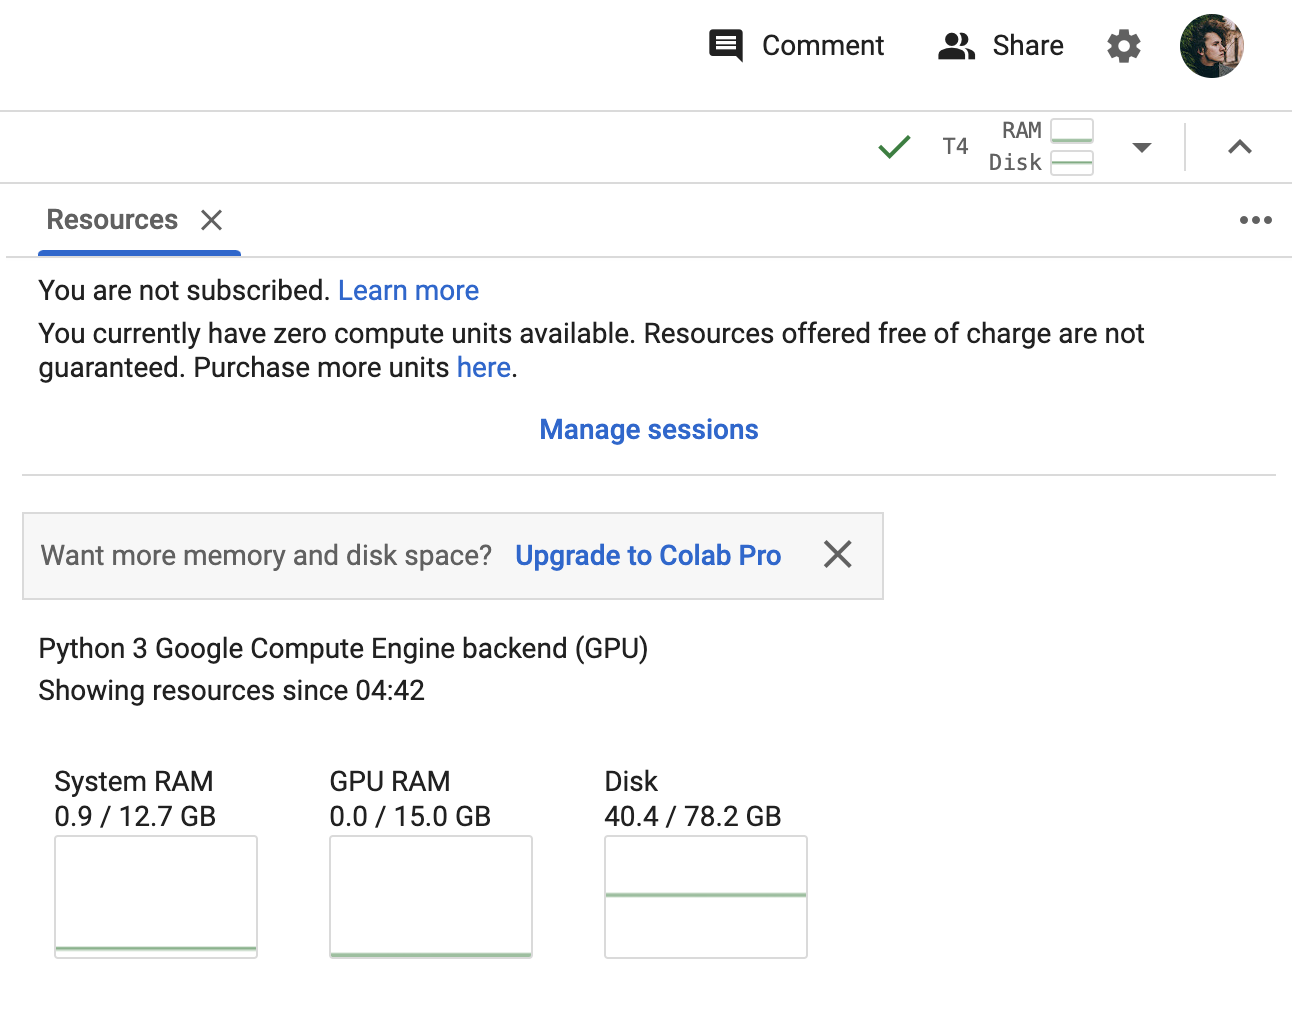 Comment Share
T4 RAM
Disk
Resources
You are not subscribed. Learn more
You currently have zero compute units available. Resources offered free of charge are not
guaranteed. Purchase more units here.
Manage sessions
Want more memory and disk space? Upgrade to Colab Pro
Python 3 Google Compute Engine backend (GPU)
Showing resources since 04:42
System RAM
0.9 / 12.7 GB
GPU RAM
0.0 / 15.0 GB
Disk
40.4 / 78.2 GB